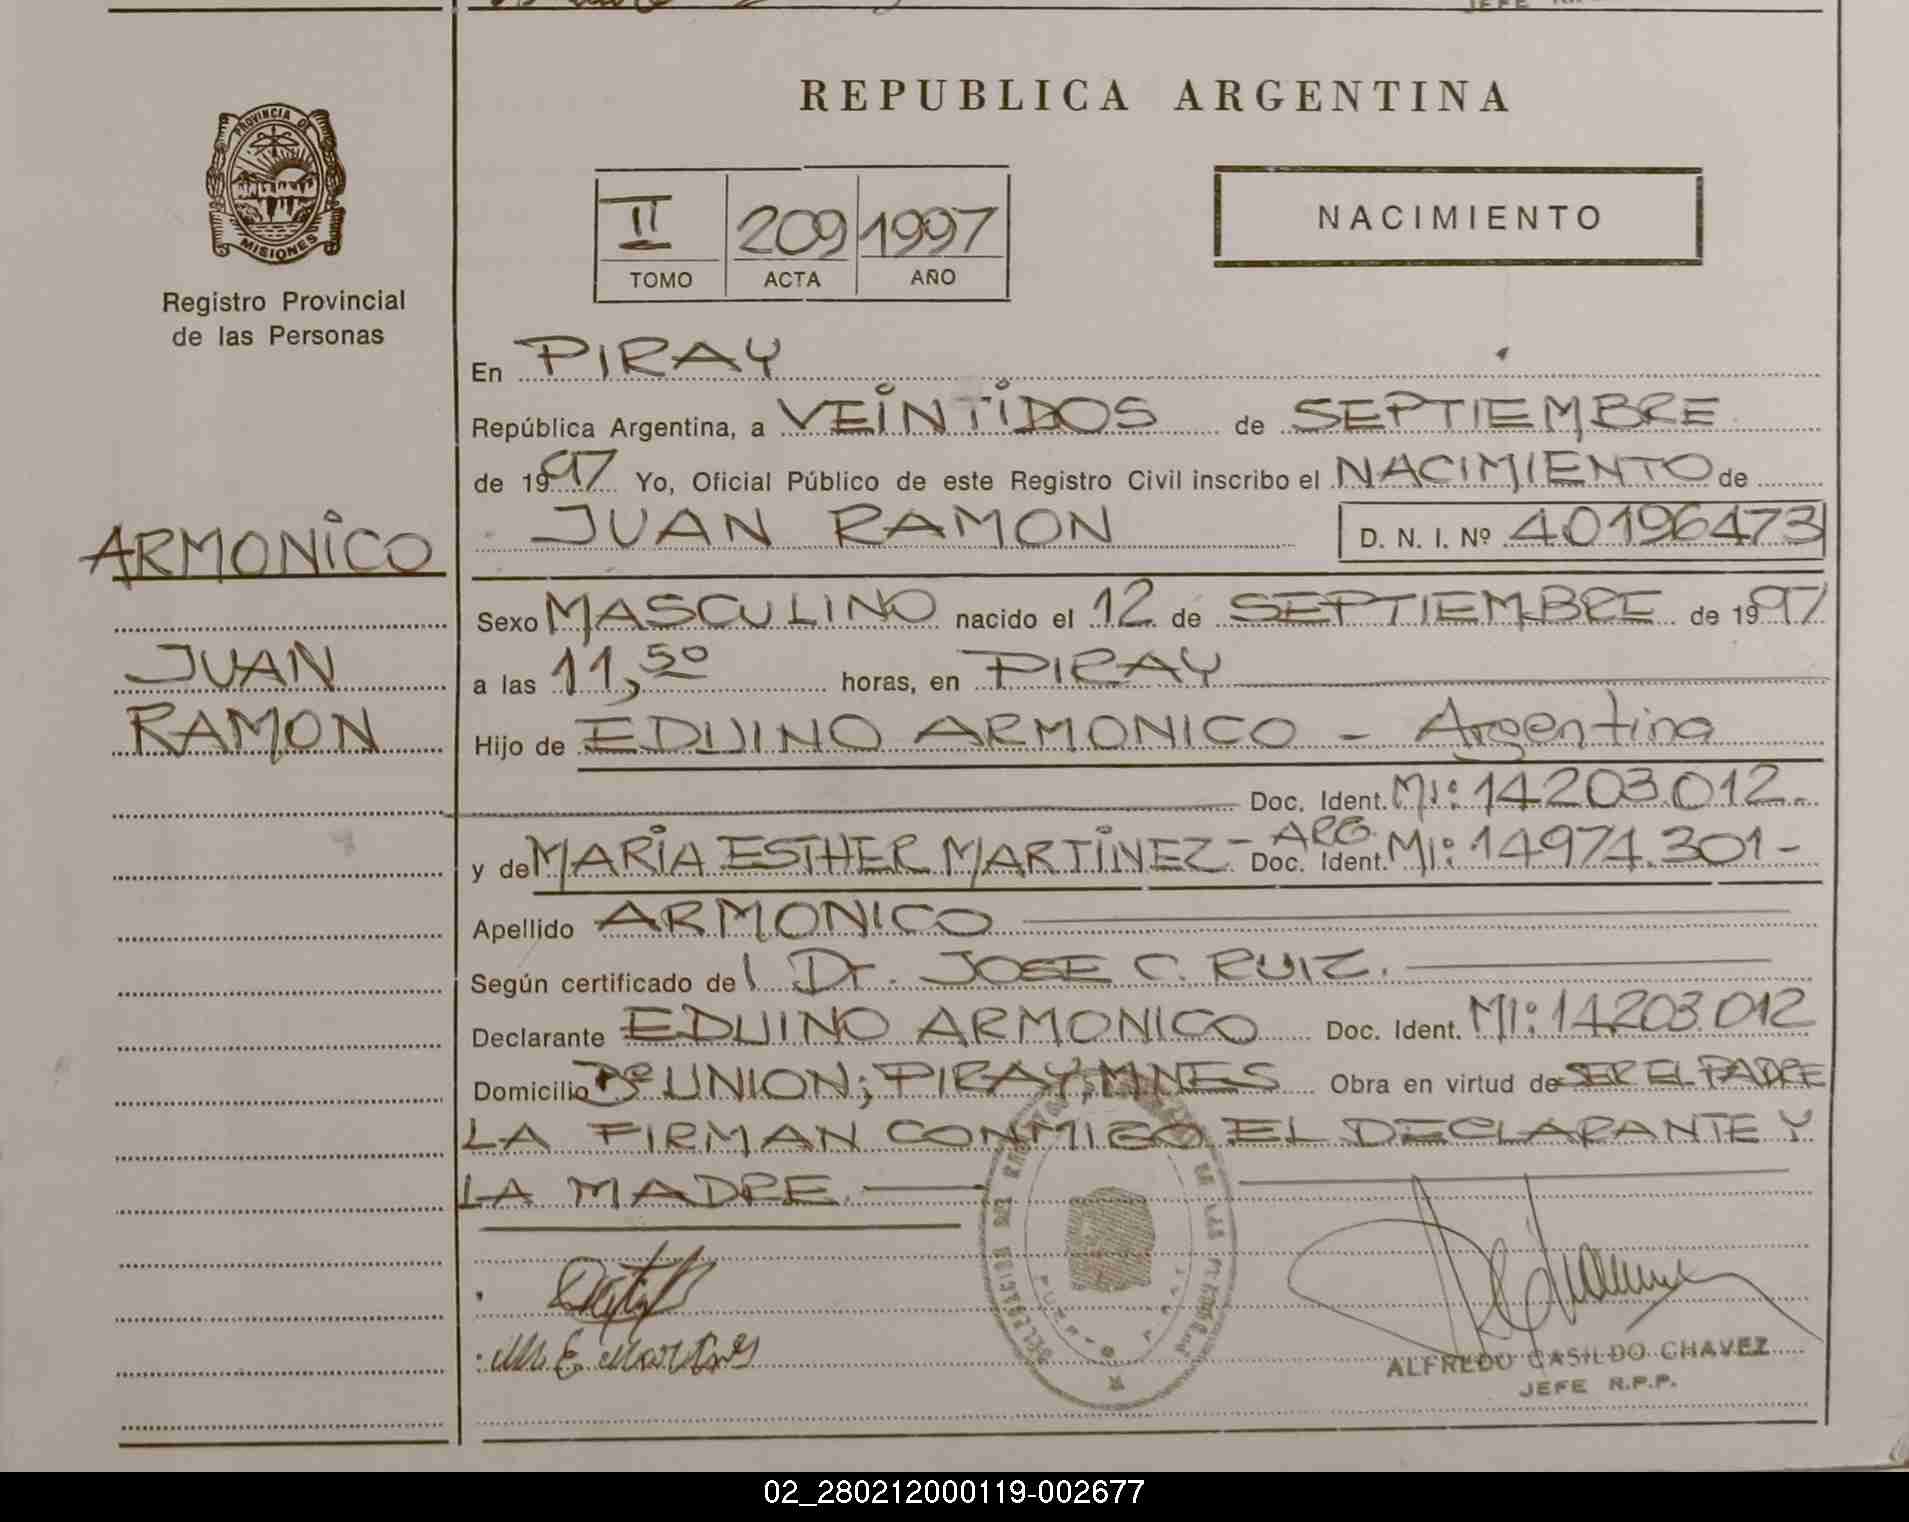 JEFE
REPUBLICA ARGENTINA
PROVINCIA DE
MISIONES
Registro Provincial
de las Personas
II 209 1997
TOMO ACTA AÑO
NACIMIENTO
En PIRAY
República Argentina, a VEINTIDOS de SEPTIEMBRE
de 1997 Yo, Oficial Público de este Registro Civil inscribo el NACIMIENTO de
JUAN RAMON D. N. I. Nº 40196473
ARMONICO
JUAN
RAMON
Sexo MASCULINO nacido el 12 de SEPTIEMBRE de 1997
a las 11,50 horas, en PIRAY
Hijo de EDUINO ARMONICO - Argentina
Doc. Ident. MI: 14203.012.
y de MARIA ESTHER MARTINEZ - ARG. Doc. Ident. MI: 14974.301-
Apellido ARMONICO
Según certificado de l Dr. JOSE C. RUIZ.
Declarante EDUINO ARMONICO Doc. Ident. MI: 14203.012
Domicilio Bº UNION; PIRAY, MNES Obra en virtud de SER EL PADRE
LA FIRMAN CONMIGO EL DECLARANTE Y
LA MADRE.
M. E. Martines
ALFREDO CASILDO CHAVEZ
JEFE R.P.P.
02_280212000119-002677